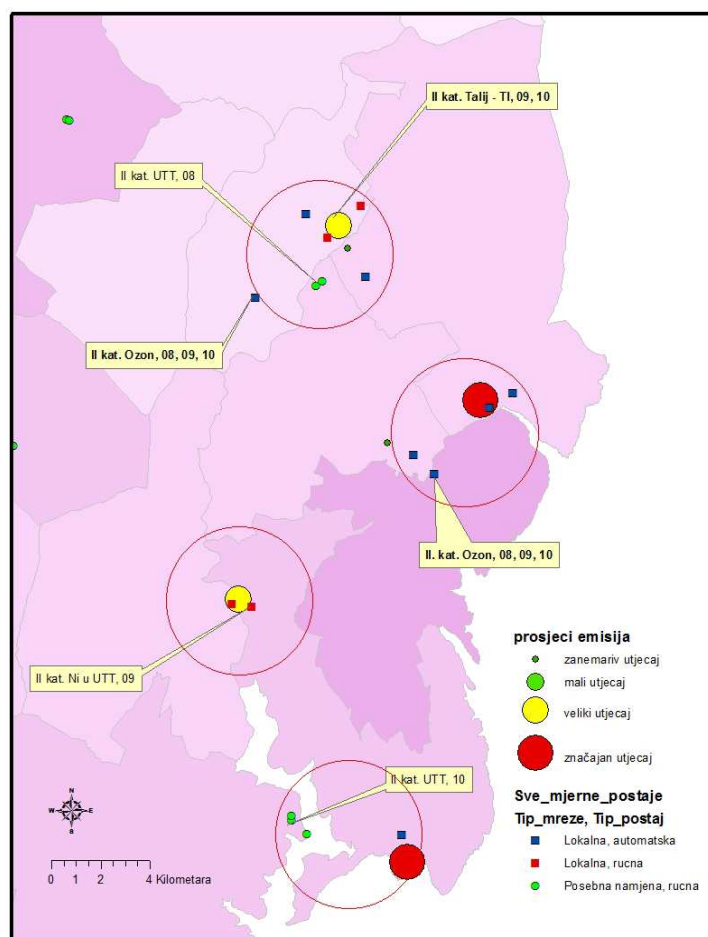 II kat. Talij - Tl, 09, 10
II kat. UTT, 08
II kat. Ozon, 08, 09, 10
II. kat. Ozon, 08, 09, 10
II kat. Ni u UTT, 09
II kat. UTT, 10
prosjeci emisija
zanemariv utjecaj
mali utjecaj
veliki utjecaj
značajan utjecaj
Sve_mjerne_postaje
Tip_mreze, Tip_postaj
Lokalna, automatska
Lokalna, rucna
Posebna namjena, rucna
N
W E
S
0 1 2 4 Kilometara